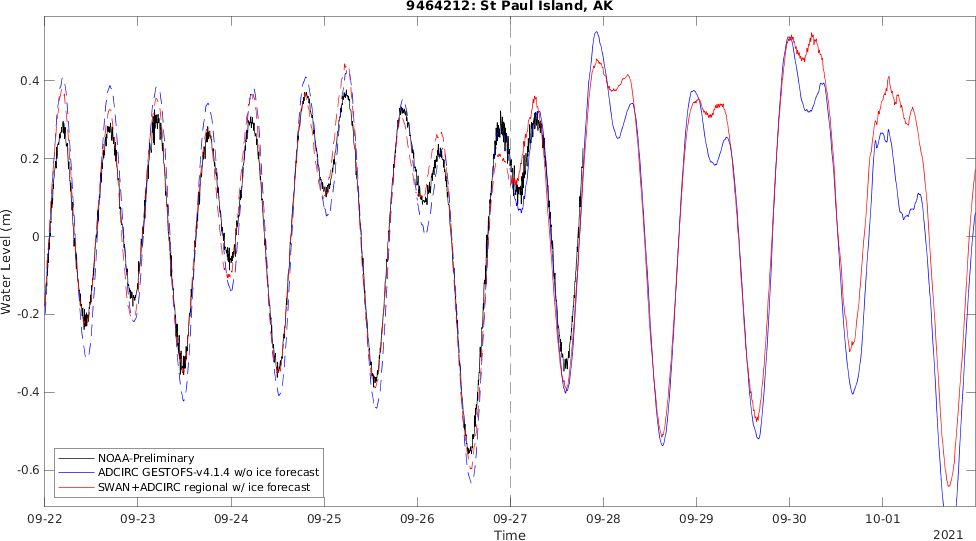 9464212: St Paul Island, AK
Water Level (m)
0.4
0.2
0
-0.2
-0.4
-0.6
NOAA-Preliminary
ADCIRC GESTOFS-v4.1.4 w/o ice forecast
SWAN+ADCIRC regional w/ ice forecast
09-22 09-23 09-24 09-25 09-26 09-27 09-28 09-29 09-30 10-01
Time
2021